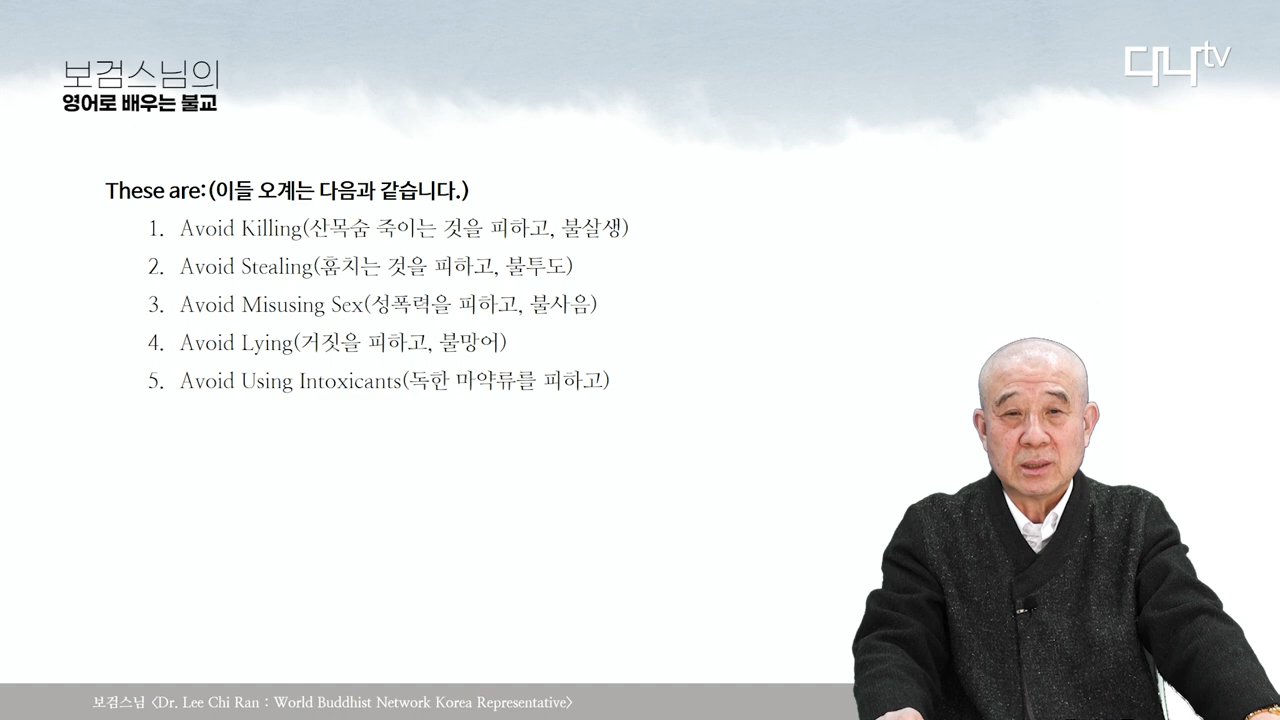 보검스님의
영어로 배우는 불교
디나tv
These are:(이들 오계는 다음과 같습니다.)
1. Avoid Killing(산목숨 죽이는 것을 피하고, 불살생)
2. Avoid Stealing(훔치는 것을 피하고, 불투도)
3. Avoid Misusing Sex(성폭력을 피하고, 불사음)
4. Avoid Lying(거짓을 피하고, 불망어)
5. Avoid Using Intoxicants(독한 마약류를 피하고)
보검스님 <Dr. Lee Chi Ran : World Buddhist Network Korea Representative>